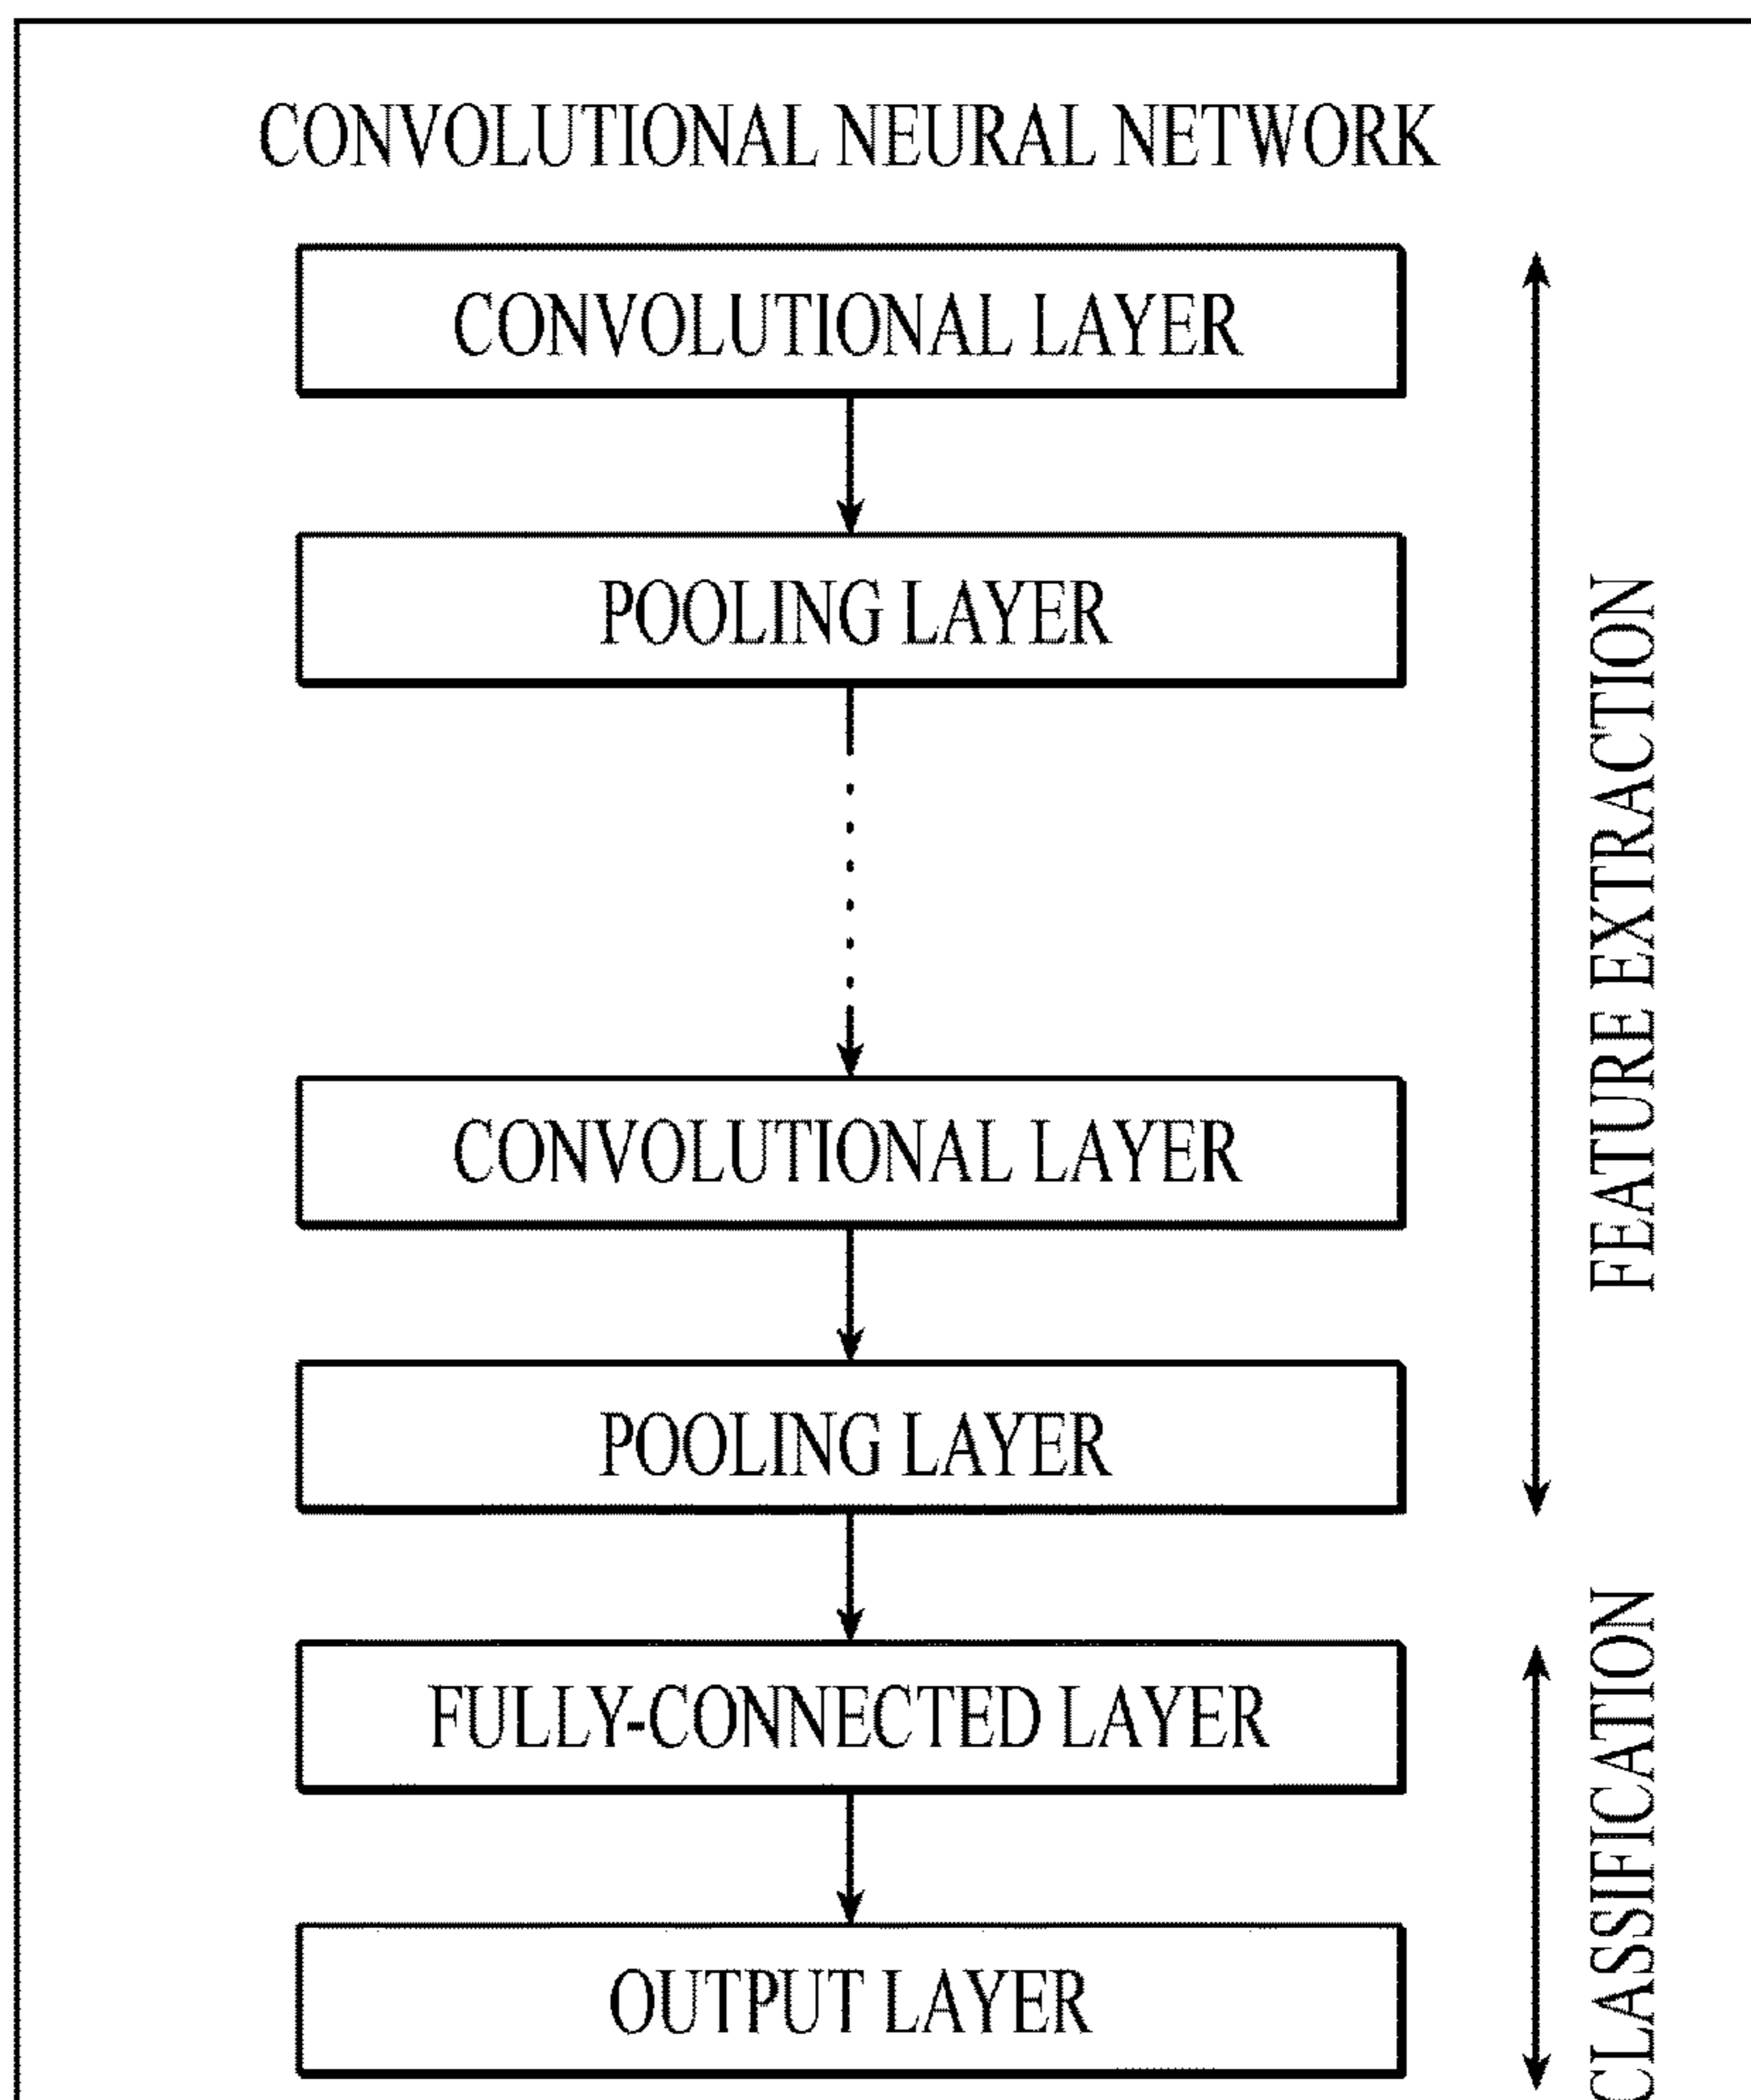 CONVOLUTIONAL NEURAL NETWORK
CONVOLUTIONAL LAYER
POOLING LAYER
CONVOLUTIONAL LAYER
POOLING LAYER
FULLY-CONNECTED LAYER
OUTPUT LAYER
FEATURE EXTRACTION
CLASSIFICATION